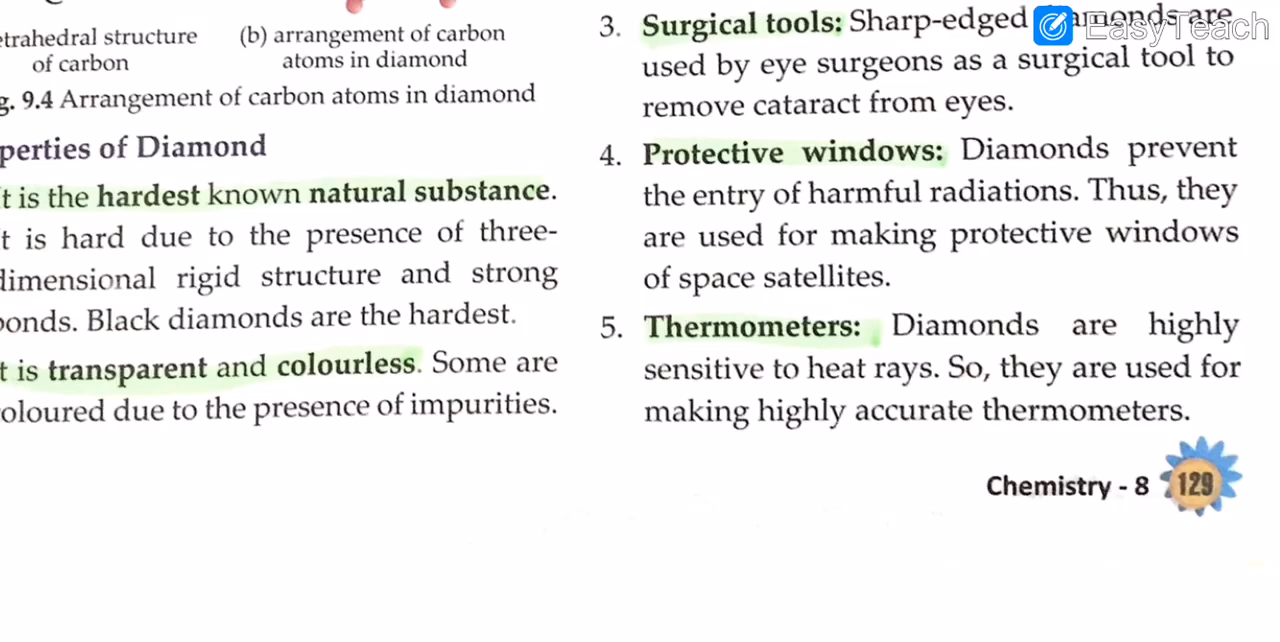 etrahedral structure
of carbon
(b) arrangement of carbon
atoms in diamond
g. 9.4 Arrangement of carbon atoms in diamond
perties of Diamond
t is the hardest known natural substance.
t is hard due to the presence of three-
dimensional rigid structure and strong
bonds. Black diamonds are the hardest.
t is transparent and colourless. Some are
coloured due to the presence of impurities.
3. Surgical tools: Sharp-edged diamonds are
used by eye surgeons as a surgical tool to
remove cataract from eyes.
4. Protective windows: Diamonds prevent
the entry of harmful radiations. Thus, they
are used for making protective windows
of space satellites.
5. Thermometers: Diamonds are highly
sensitive to heat rays. So, they are used for
making highly accurate thermometers.
Chemistry - 8 129
EasyTeach